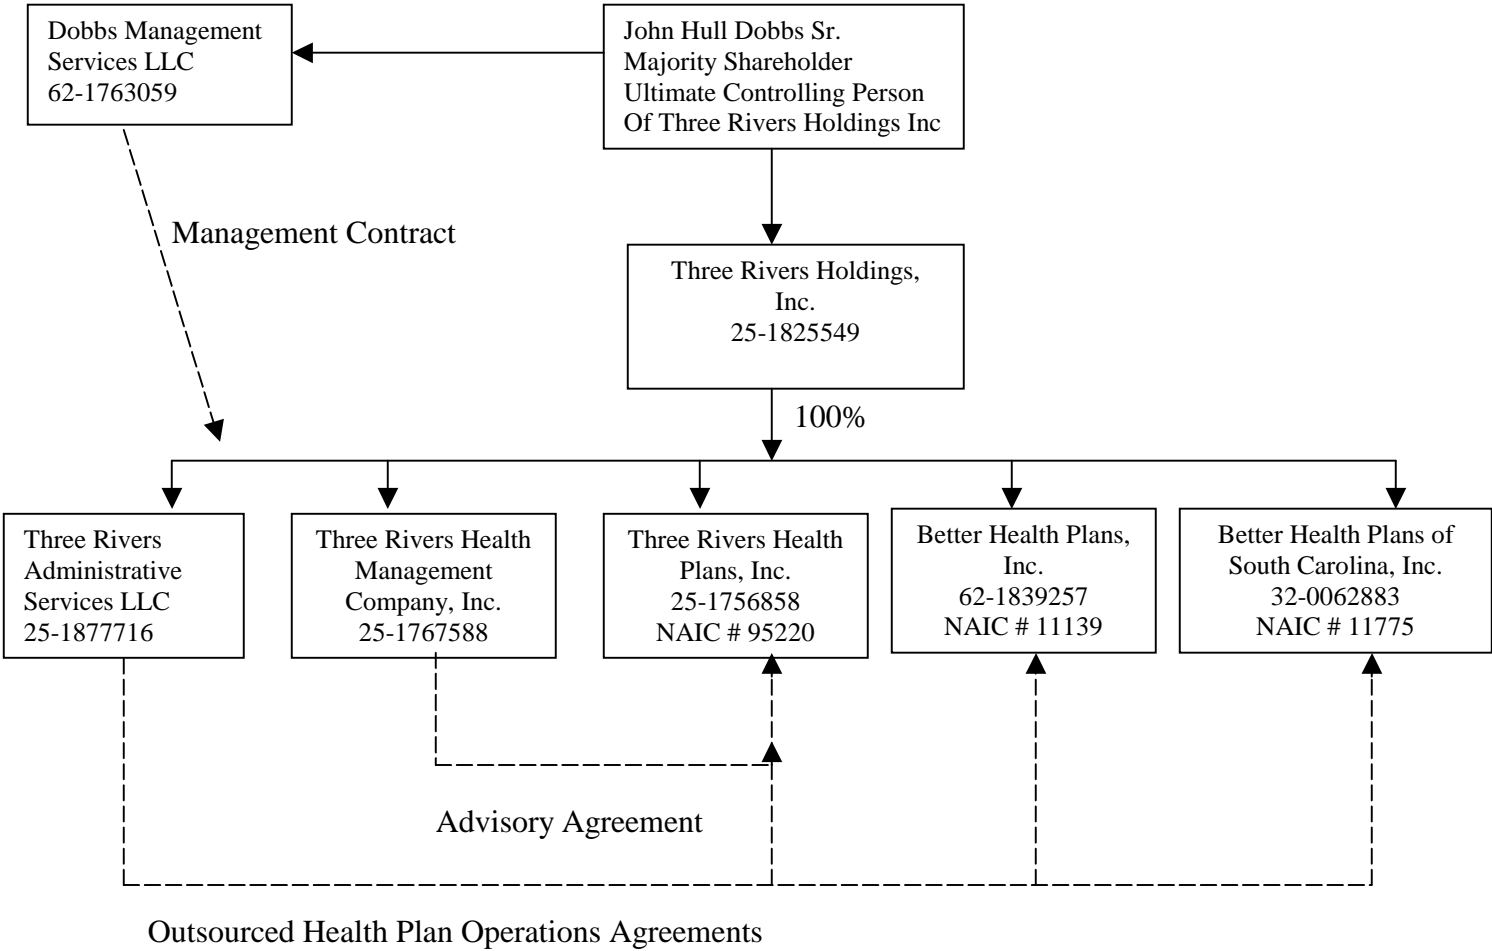 Dobbs Management
Services LLC
62-1763059
John Hull Dobbs Sr.
Majority Shareholder
Ultimate Controlling Person
Of Three Rivers Holdings Inc
Management Contract
Three Rivers Holdings,
Inc.
25-1825549
100%
Three Rivers
Administrative
Services LLC
25-1877716
Three Rivers Health
Management
Company, Inc.
25-1767588
Three Rivers Health
Plans, Inc.
25-1756858
NAIC # 95220
Better Health Plans,
Inc.
62-1839257
NAIC # 11139
Better Health Plans of
South Carolina, Inc.
32-0062883
NAIC # 11775
Advisory Agreement
Outsourced Health Plan Operations Agreements